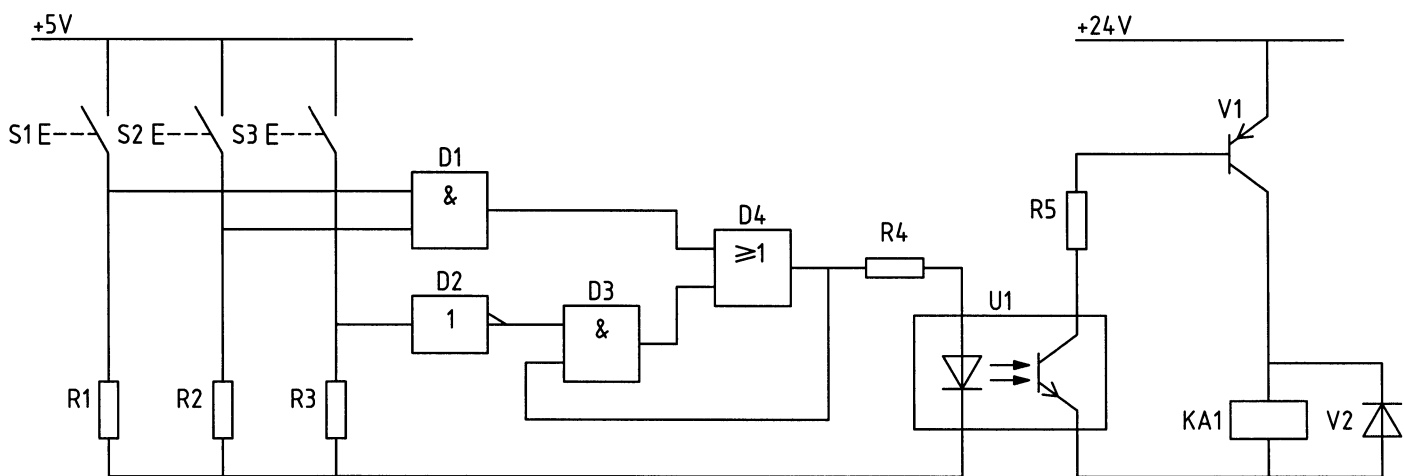 +5V
+24V
S1
S2
S3
V1
D1
&
D2
1
D3
&
D4
≥1
R4
R5
U1
R1
R2
R3
KA1
V2